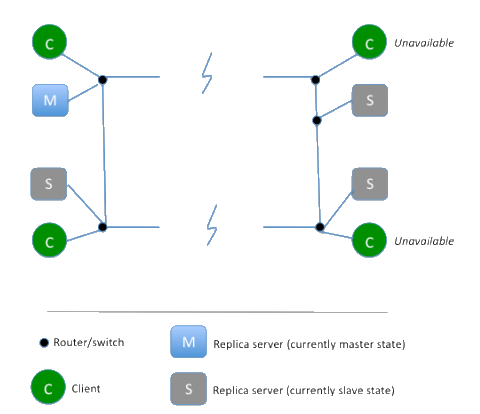 C
C
Unavailable
M
S
S
S
C
C
Unavailable
Router/switch
M
Replica server (currently master state)
C
Client
S
Replica server (currently slave state)